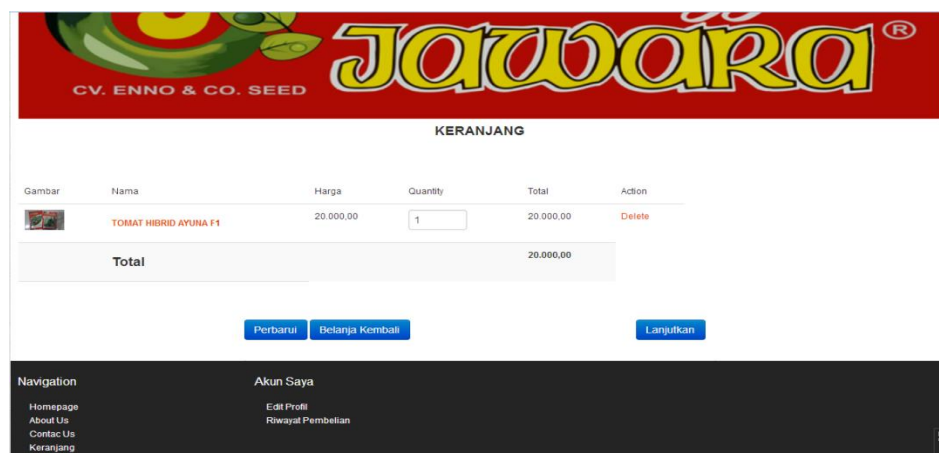 JAWARA ®
CV. ENNO & CO. SEED
KERANJANG
Gambar Nama Harga Quantity Total Action
TOMAT HIBRID AYUNA F1 20.000,00 1 20.000,00 Delete
Total 20.000,00
Perbarui Belanja Kembali Lanjutkan
Navigation Akun Saya
Homepage Edit Profil
About Us Riwayat Pembelian
Contac Us
Keranjang